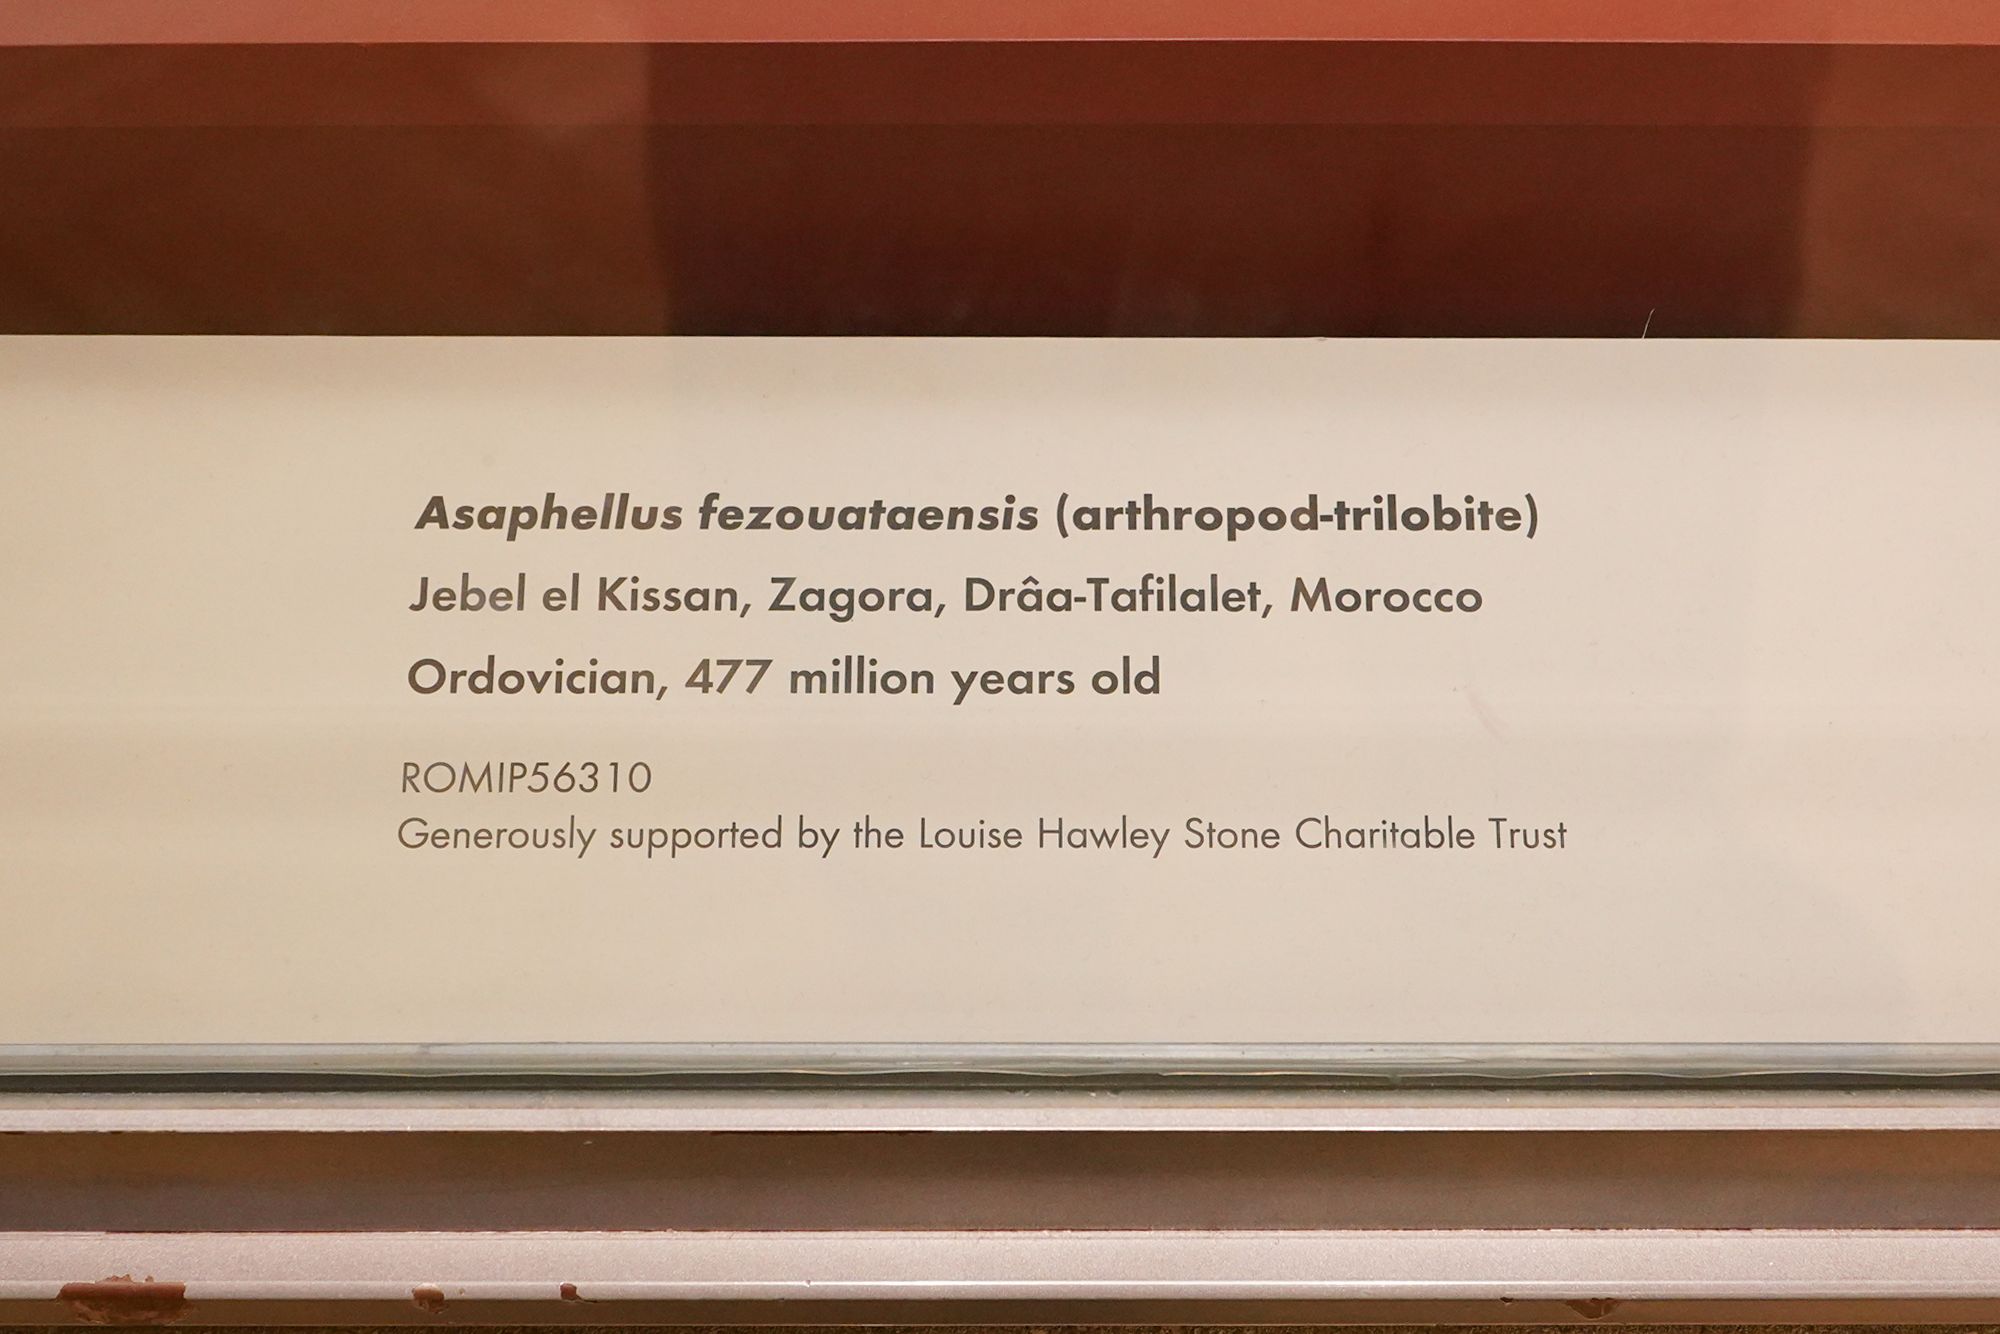 Asaphellus fezouataensis (arthropod-trilobite)
Jebel el Kissan, Zagora, Drâa-Tafilalet, Morocco
Ordovician, 477 million years old
ROMIP56310
Generously supported by the Louise Hawley Stone Charitable Trust